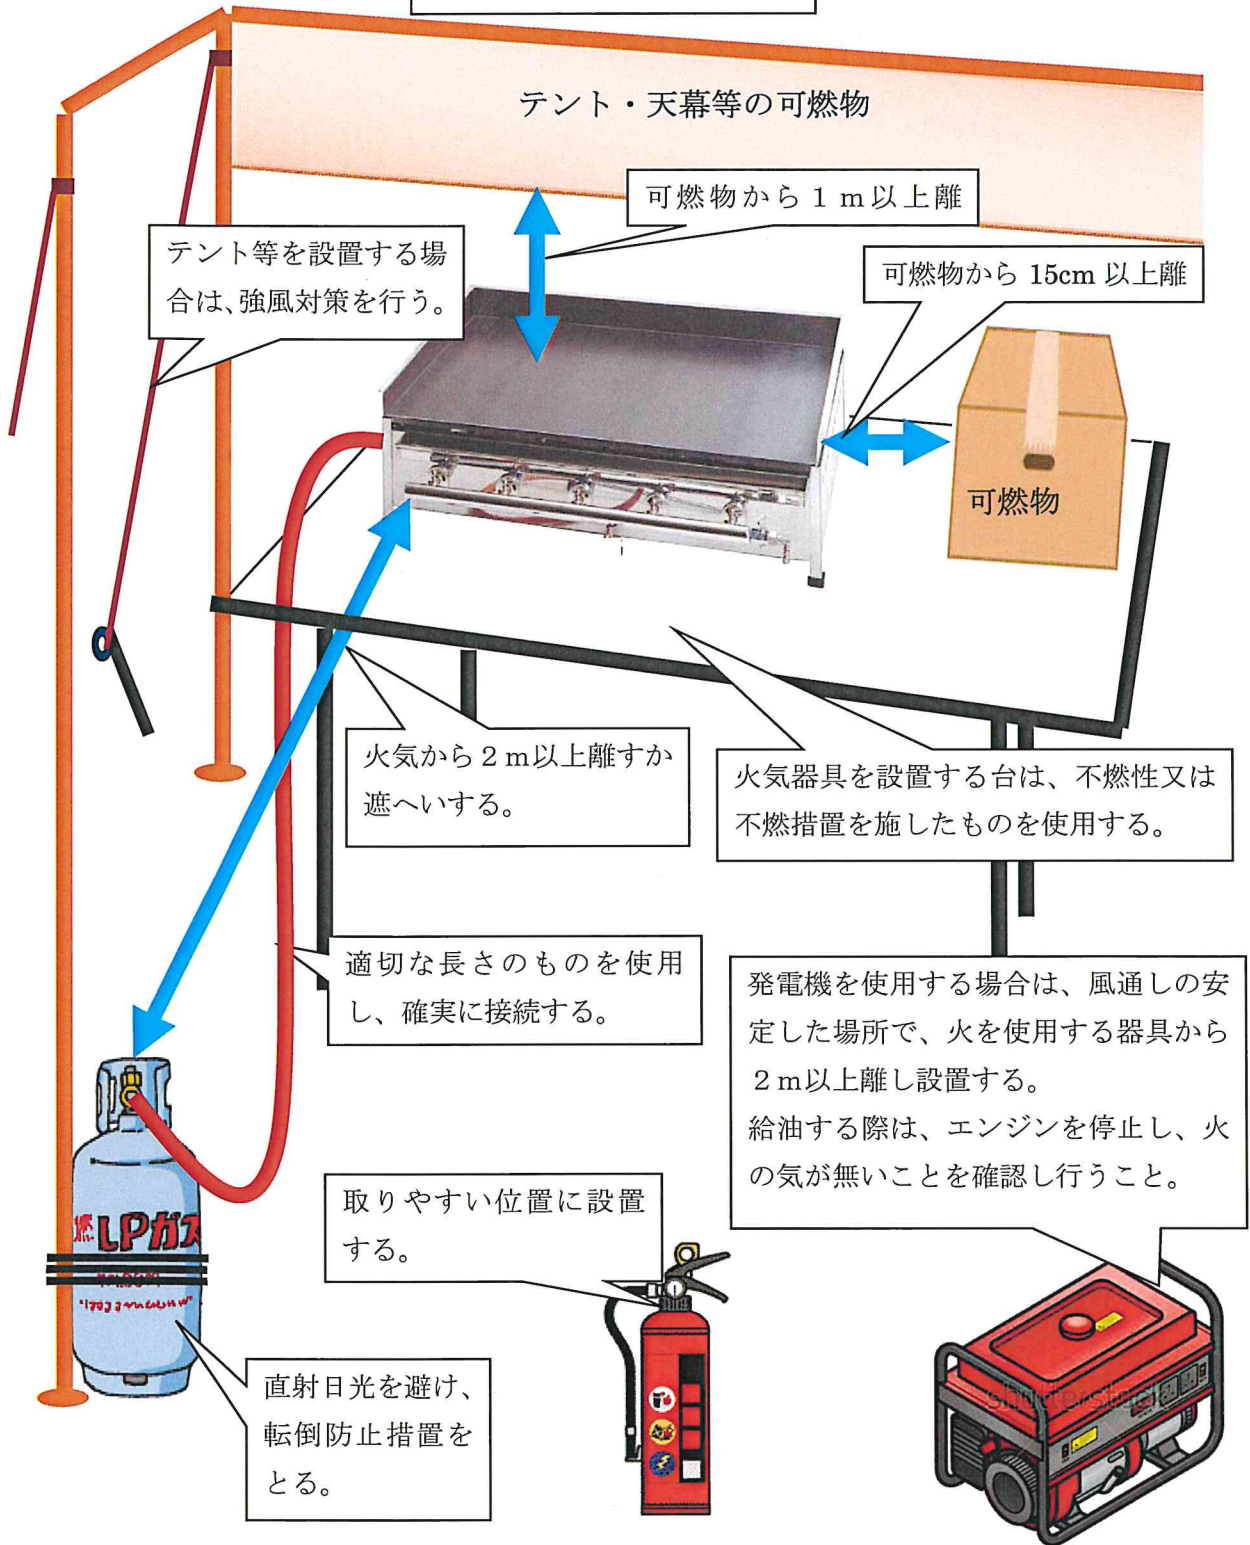 テント・天幕等の可燃物
可燃物から１ｍ以上離
テント等を設置する場
合は、強風対策を行う。
可燃物から 15cm 以上離
可燃物
火気から２ｍ以上離すか
遮へいする。
火気器具を設置する台は、不燃性又は
不燃措置を施したものを使用する。
適切な長さのものを使用
し、確実に接続する。
発電機を使用する場合は、風通しの安
定した場所で、火を使用する器具から
２ｍ以上離し設置する。
給油する際は、エンジンを停止し、火
の気が無いことを確認し行うこと。
取りやすい位置に設置
する。
燃 LPガス
直射日光を避け、
転倒防止措置を
とる。
shutterstock